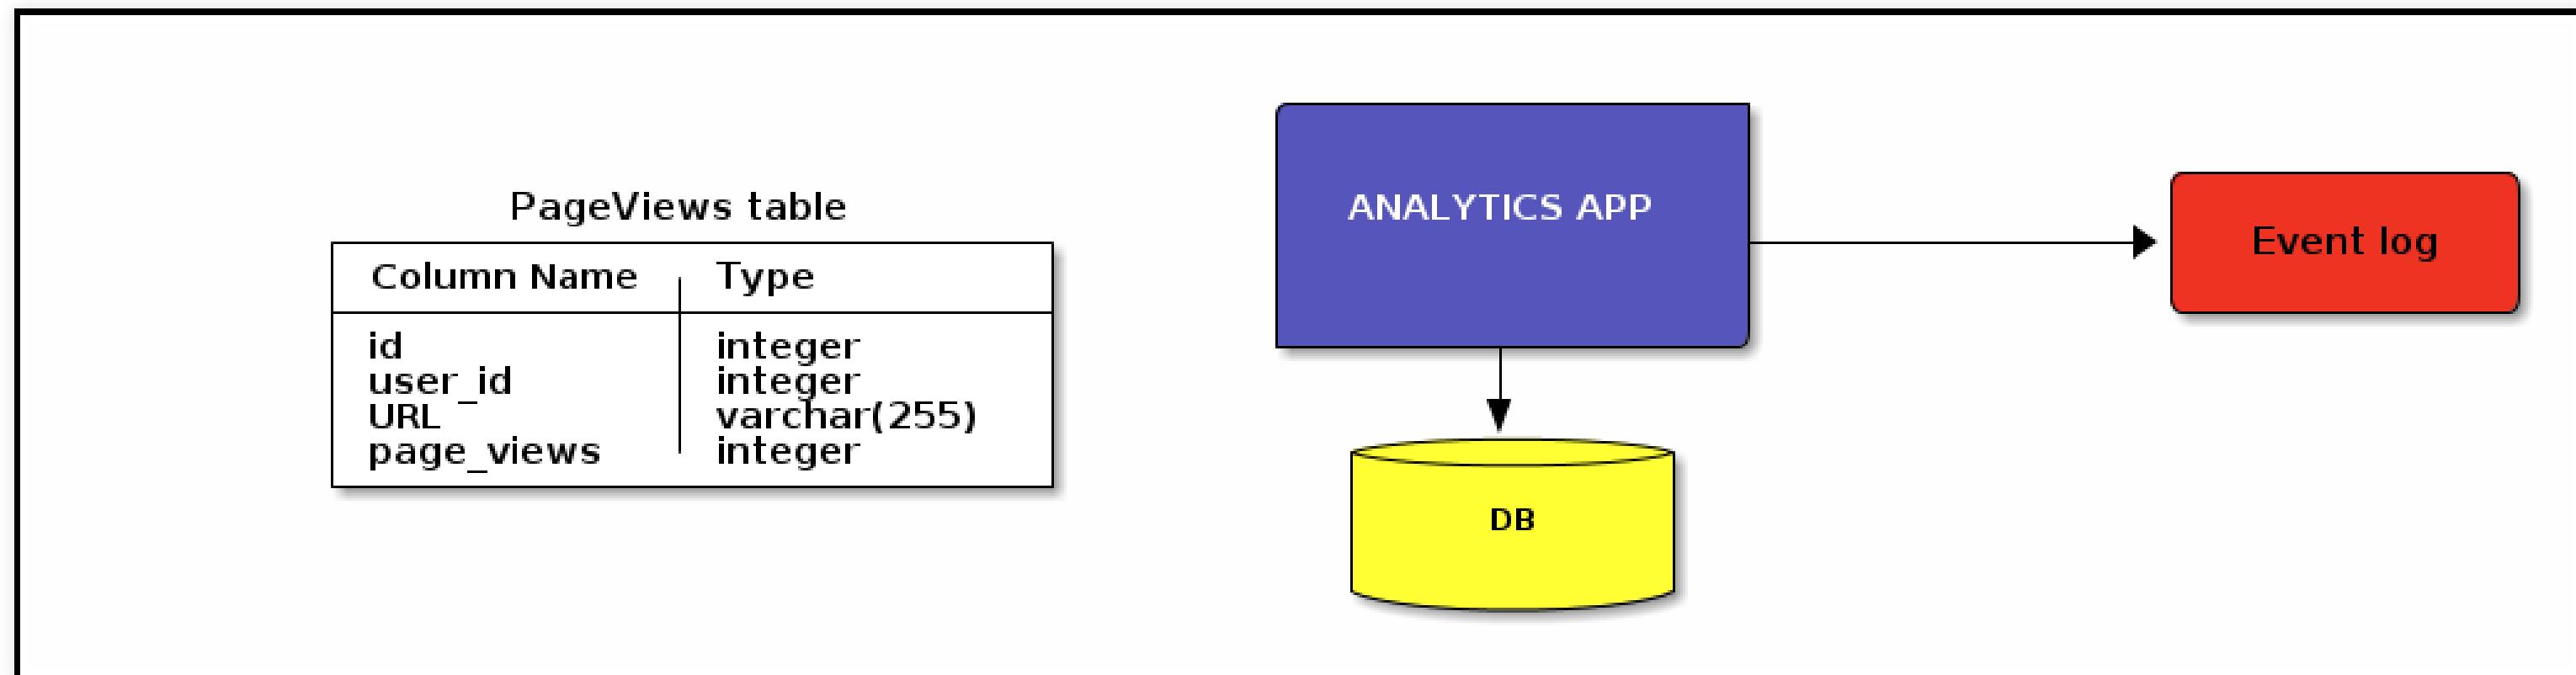 PageViews table
Column Name Type
id integer
user_id integer
URL varchar(255)
page_views integer
ANALYTICS APP
Event log
DB